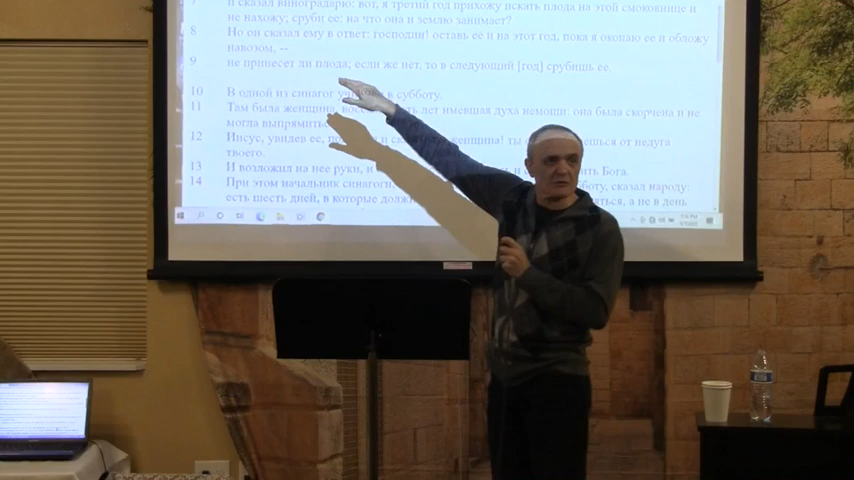 7 и сказал виноградарю: вот, я третий год прихожу искать плода на этой смоковнице и
не нахожу; сруби ее: на что она и землю занимает?
8 Но он сказал ему в ответ: господин! оставь ее и на этот год, пока я окопаю ее и обложу
навозом, --
9 не принесет ли плода; если же нет, то в следующий [год] срубишь ее.
10 В одной из синагог в субботу.
11 Там была женщина, лет имевшая духа немощи: она была скорчена и не
могла выпрямиться
12 Иисус, увидев ее, женщина! ты от недуга
твоего.
13 И возложил на нее руки, и Бога.
14 При этом начальник синагоги, субботу, сказал народу:
есть шесть дней, в которые а не в день